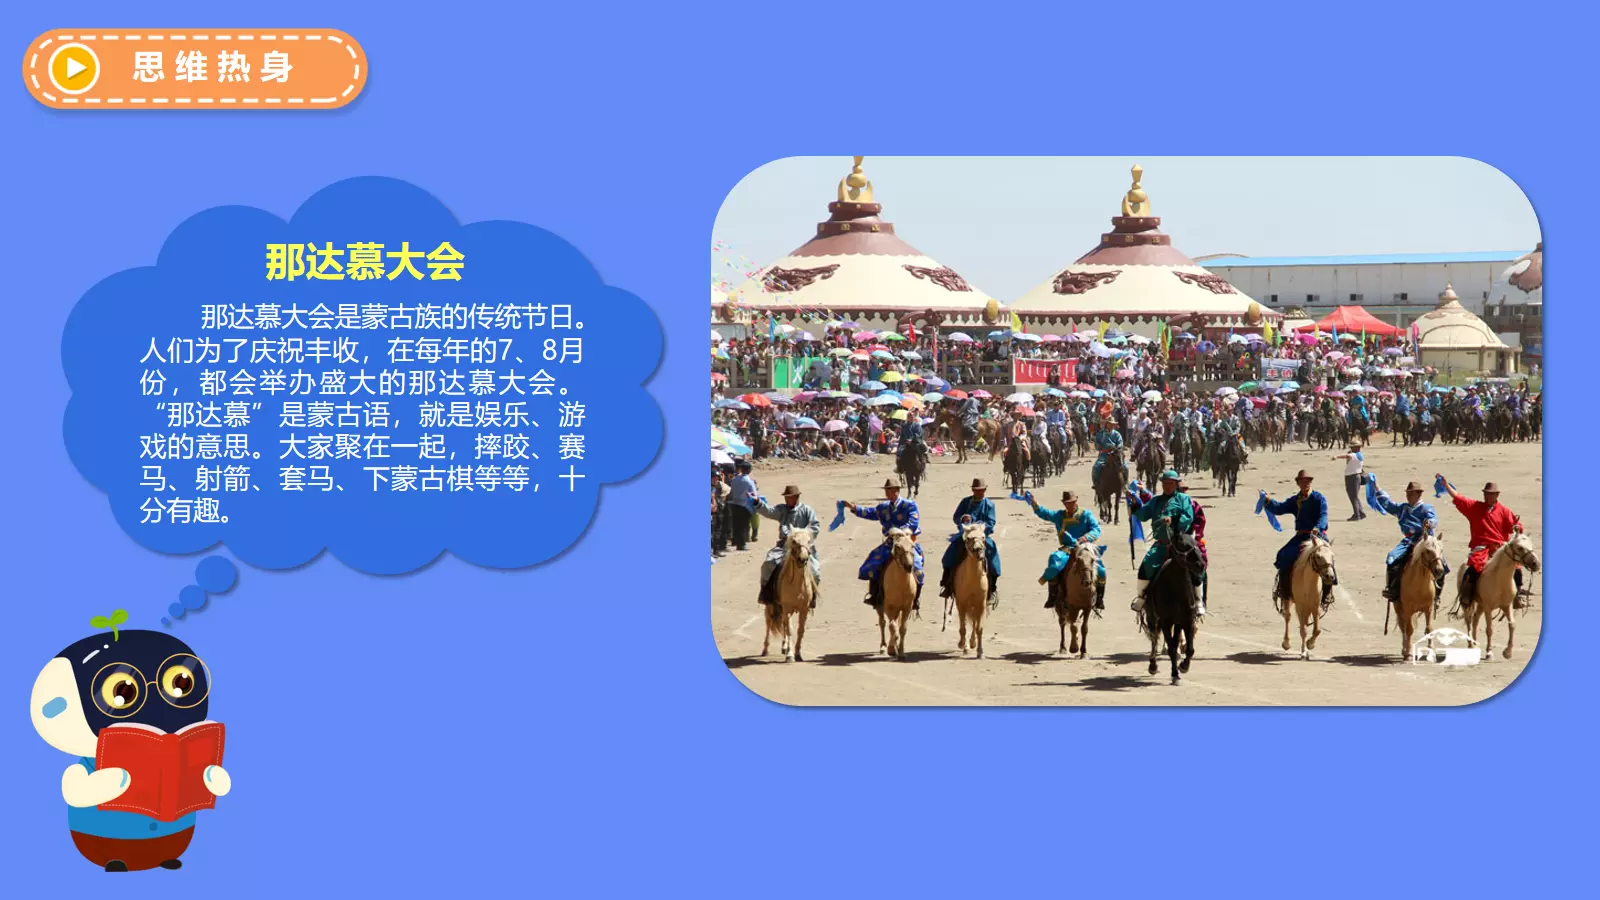 思维热身
那达慕大会
那达慕大会是蒙古族的传统节日。
人们为了庆祝丰收，在每年的7、8月
份，都会举办盛大的那达慕大会。
“那达慕”是蒙古语，就是娱乐、游
戏的意思。大家聚在一起，摔跤、赛
马、射箭、套马、下蒙古棋等等，十
分有趣。